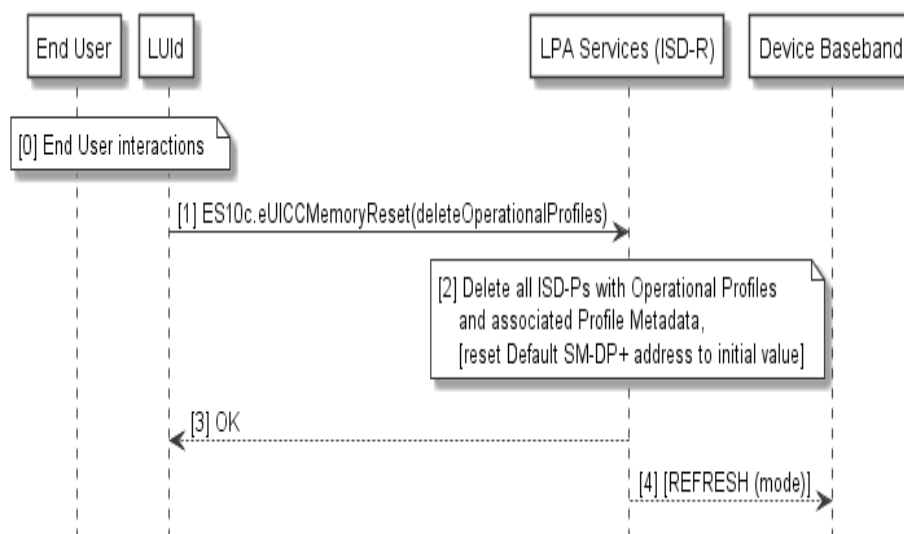 End User
LUId
LPA Services (ISD-R)
Device Baseband
[0] End User interactions
[1] ES10c.eUICCMemoryReset(deleteOperationalProfiles)
[2] Delete all ISD-Ps with Operational Profiles
and associated Profile Metadata,
[reset Default SM-DP+ address to initial value]
[3] OK
[4] [REFRESH (mode)]